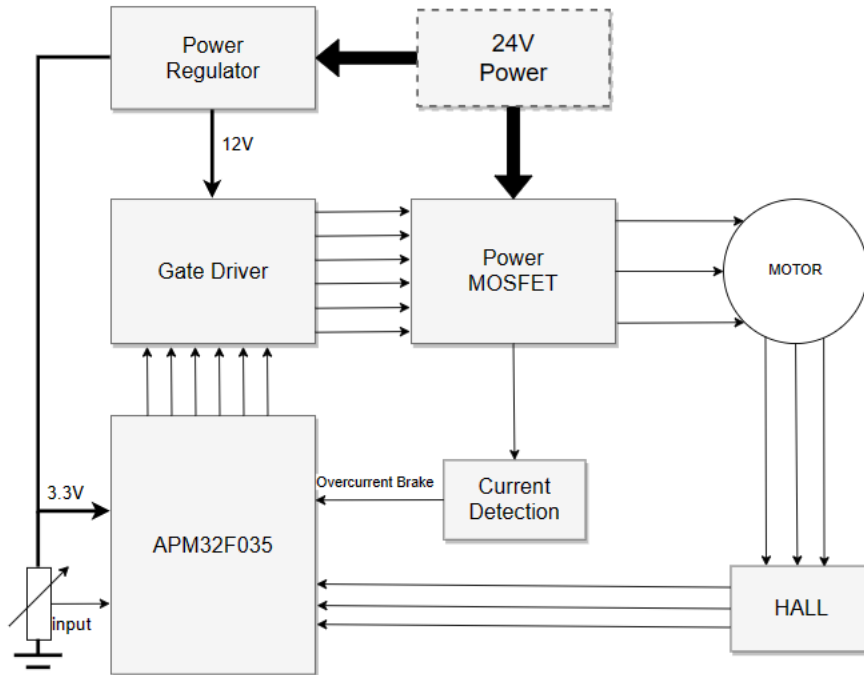 Power
Regulator
24V
Power
12V
Gate Driver
Power
MOSFET
MOTOR
3.3V
APM32F035
Overcurrent Brake
Current
Detection
input
HALL